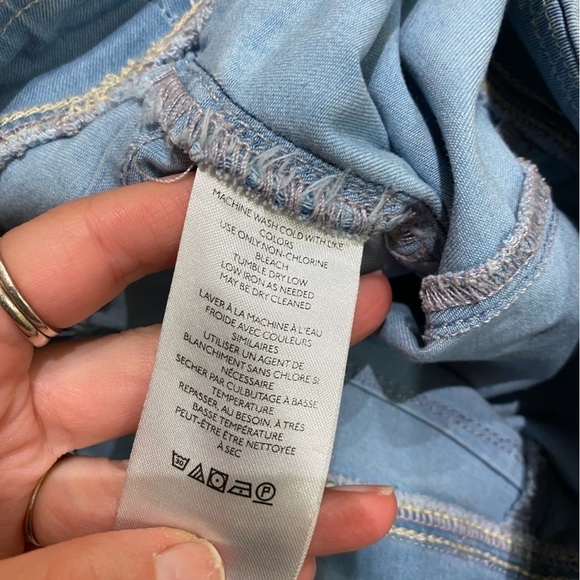 MACHINE WASH COLD WITH LIKE
COLORS
USE ONLY NON-CHLORINE
BLEACH
TUMBLE DRY LOW
LOW IRON AS NEEDED
MAY BE DRY CLEANED
LAVER À LA MACHINE À L'EAU
FROIDE AVEC COULEURS
SIMILAIRES
UTILISER UN AGENT DE
BLANCHIMENT SANS CHLORE SI
NÉCESSAIRE
SÉCHER PAR CULBUTAGE À BASSE
TEMPÉRATURE
REPASSER, AU BESOIN, À TRÈS
BASSE TEMPÉRATURE
PEUT-ÊTRE ÊTRE NETTOYÉE
À SEC
30
P